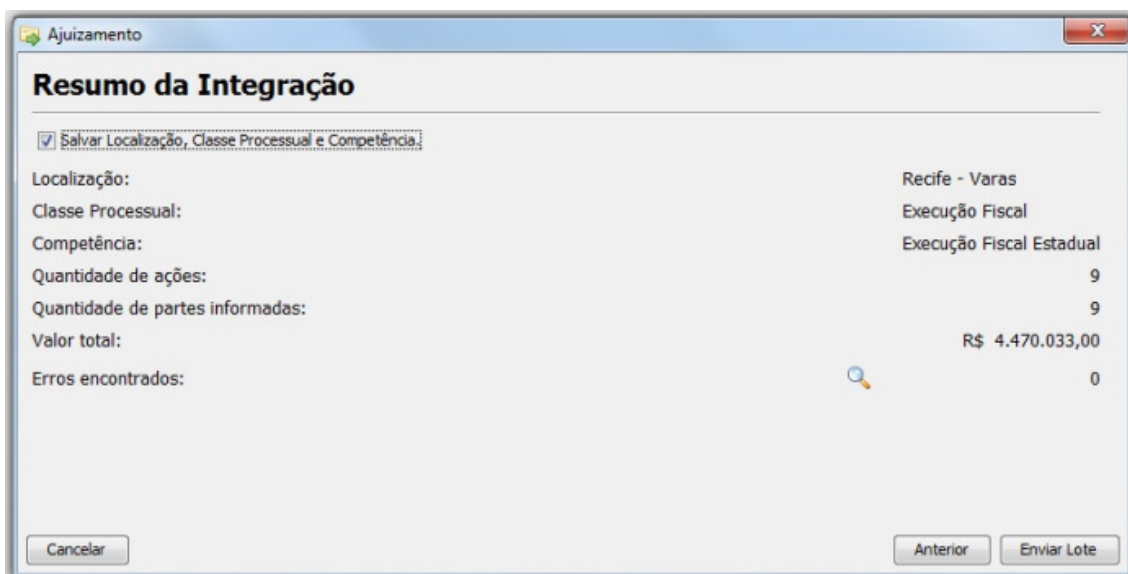 Ajuizamento
Resumo da Integração
Salvar Localização, Classe Processual e Competência.
Localização: Recife - Varas
Classe Processual: Execução Fiscal
Competência: Execução Fiscal Estadual
Quantidade de ações: 9
Quantidade de partes informadas: 9
Valor total: R$ 4.470.033,00
Erros encontrados: 0
Cancelar Anterior Enviar Lote